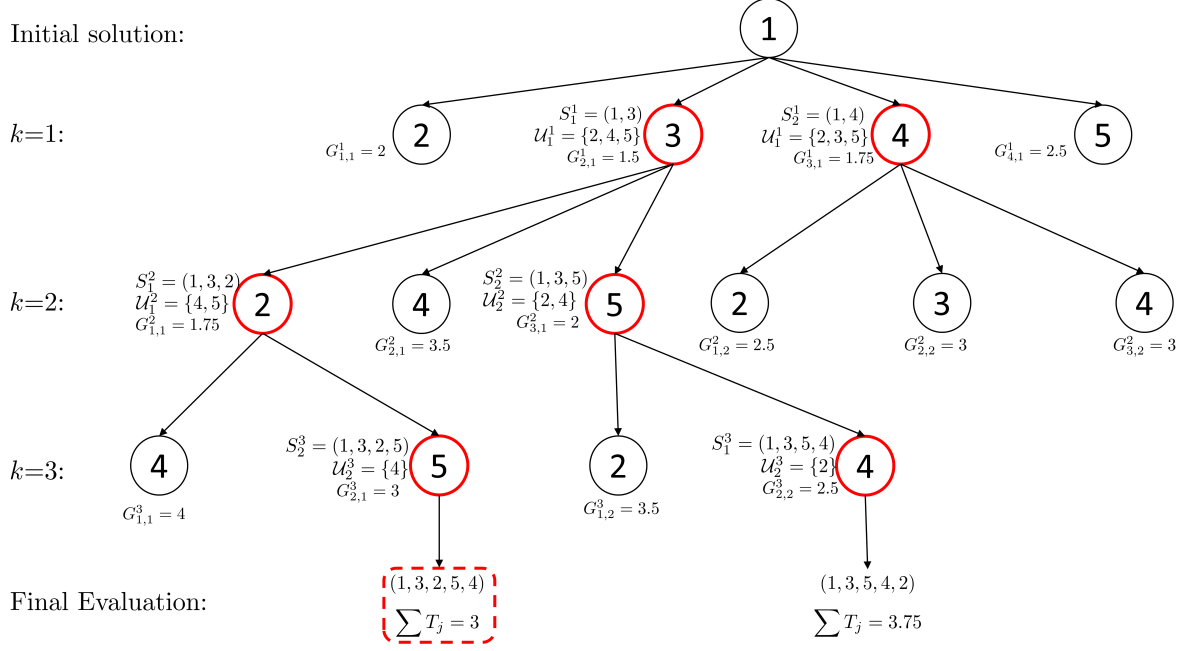 Initial solution:
1
k=1:
G^1_{1,1} = 2
2
S^1_1 = (1, 3)
U^1_1 = {2, 4, 5}
G^1_{2,1} = 1.5
3
S^1_2 = (1, 4)
U^1_1 = {2, 3, 5}
G^1_{3,1} = 1.75
4
G^1_{4,1} = 2.5
5
k=2:
S^2_1 = (1, 3, 2)
U^2_1 = {4, 5}
G^2_{1,1} = 1.75
2
4
G^2_{2,1} = 3.5
S^2_2 = (1, 3, 5)
U^2_2 = {2, 4}
G^2_{3,1} = 2
5
2
G^2_{1,2} = 2.5
3
G^2_{2,2} = 3
4
G^2_{3,2} = 3
k=3:
4
G^3_{1,1} = 4
S^3_2 = (1, 3, 2, 5)
U^3_2 = {4}
G^3_{2,1} = 3
5
2
G^3_{1,2} = 3.5
S^3_1 = (1, 3, 5, 4)
U^3_2 = {2}
G^3_{2,2} = 2.5
4
Final Evaluation:
(1, 3, 2, 5, 4)
∑ T_j = 3
(1, 3, 5, 4, 2)
∑ T_j = 3.75